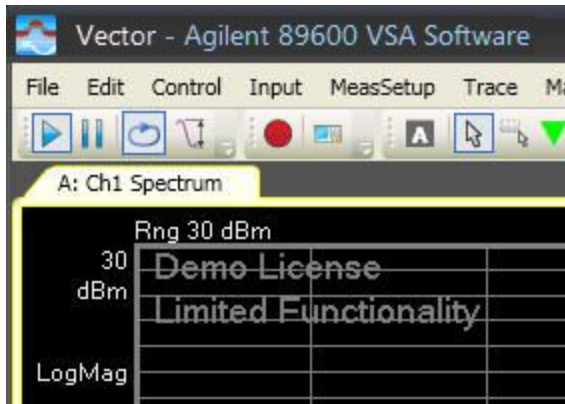 Vector - Agilent 89600 VSA Software
File Edit Control Input MeasSetup Trace
A
A: Ch1 Spectrum
Rng 30 dBm
30
dBm
Demo License
Limited Functionality
LogMag